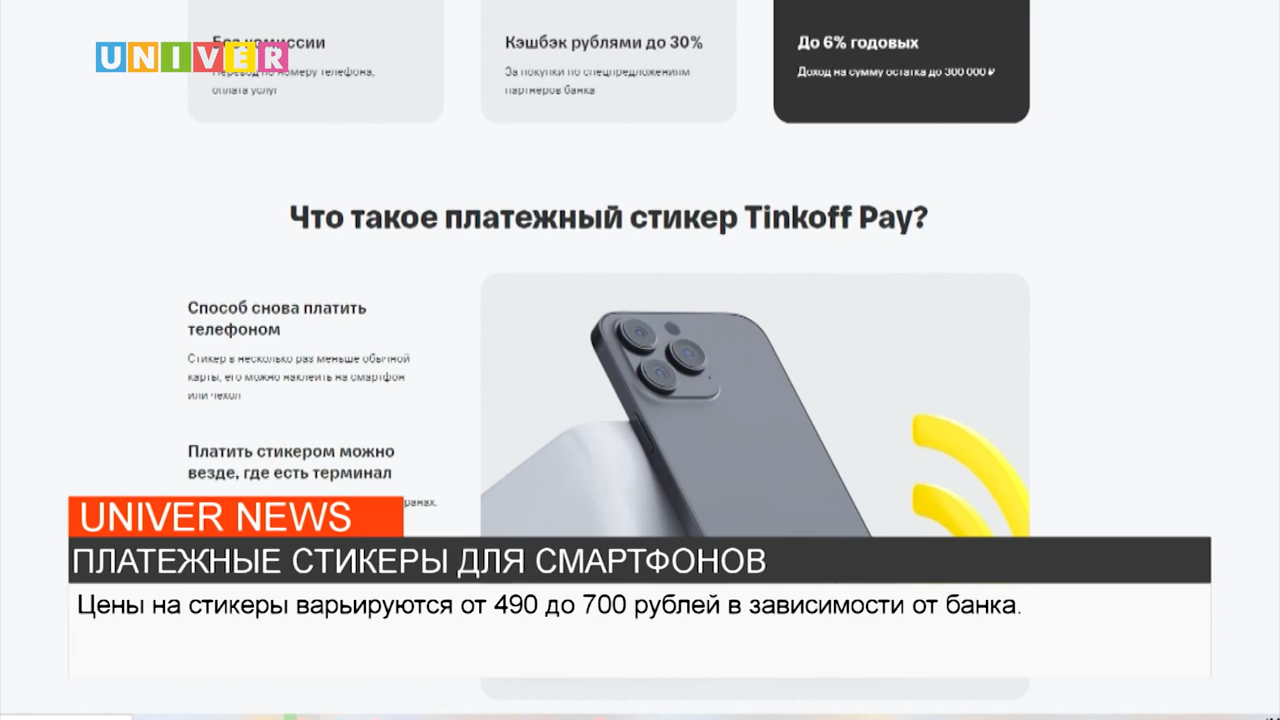 UNIVER
Без комиссии
Перевод по номеру телефона,
оплата услуг
Кэшбэк рублями до 30%
За покупки по спецпредложениям
партнеров банка
До 6% годовых
Доход на сумму остатка до 300 000 ₽
Что такое платежный стикер Tinkoff Pay?
Способ снова платить
телефоном
Стикер в несколько раз меньше обычной
карты, его можно наклеить на смартфон
или чехол
Платить стикером можно
везде, где есть терминал
UNIVER NEWS
ПЛАТЕЖНЫЕ СТИКЕРЫ ДЛЯ СМАРТФОНОВ
Цены на стикеры варьируются от 490 до 700 рублей в зависимости от банка.